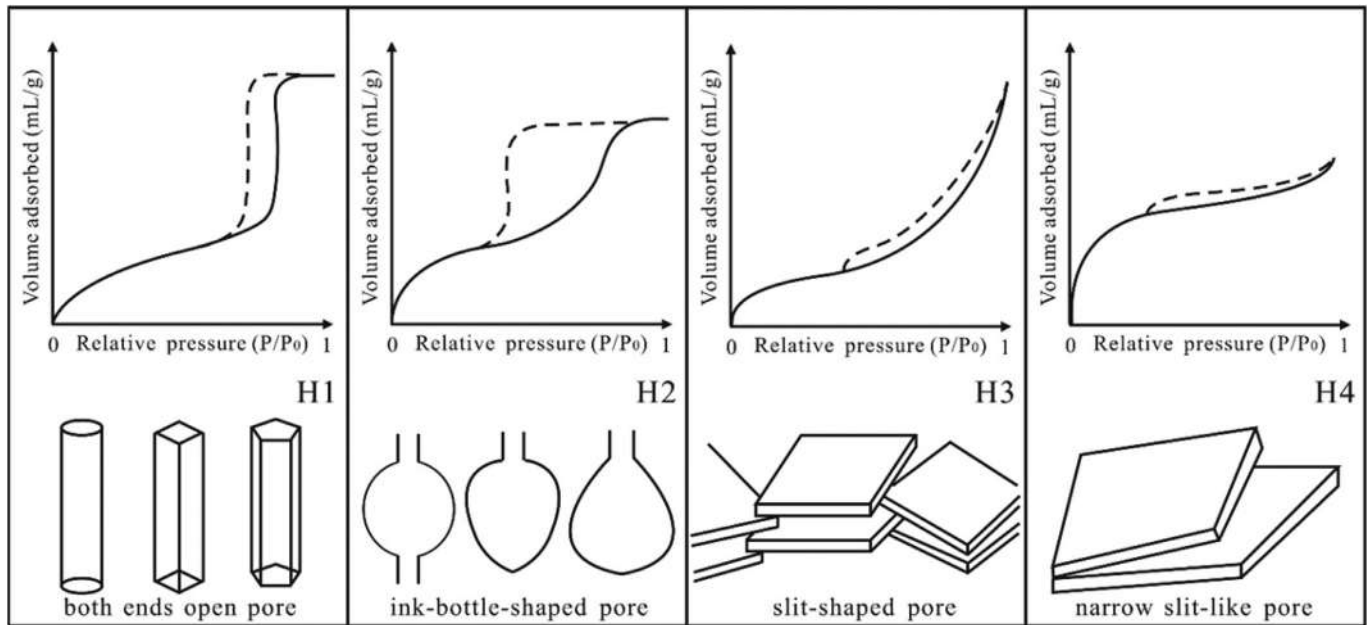 Volume adsorbed (mL/g)
0 Relative pressure (P/P₀) 1
H1
both ends open pore
Volume adsorbed (mL/g)
0 Relative pressure (P/P₀) 1
H2
ink-bottle-shaped pore
Volume adsorbed (mL/g)
0 Relative pressure (P/P₀) 1
H3
slit-shaped pore
Volume adsorbed (mL/g)
0 Relative pressure (P/P₀) 1
H4
narrow slit-like pore